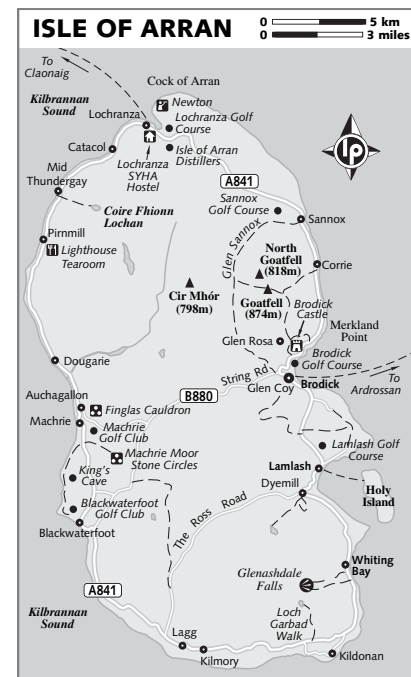 ISLE OF ARRAN
0 5 km
0 3 miles
To
Claonaig
Cock of Arran
Kilbrannan
Sound
Newton
Lochranza
Lochranza Golf
Course
Catacol
Isle of Arran
Distillers
Lochranza
SYHA
Hostel
lp
Mid
Thundergay
A841
Coire Fhionn
Lochan
Sannox
Golf Course
Sannox
Pirnmill
Glen Sannox
Lighthouse
Tearoom
North
Goatfell
(818m)
Corrie
Cir Mhór
(798m)
Goatfell
(874m)
Brodick
Castle
Merkland
Point
Glen Rosa
Brodick
Golf Course
Dougarie
String Rd
To
Ardrossan
Glen Coy
Brodick
B880
Auchagallon
Finglas Cauldron
Machrie
Machrie
Golf Club
Lamlash Golf
Course
Machrie Moor
Stone Circles
King's
Cave
Lamlash
Dyemill
Holy
Island
Blackwaterfoot
Golf Club
The Ross Road
Blackwaterfoot
Whiting
Bay
Glenashdale
Falls
A841
Kilbrannan
Sound
Loch
Garbad
Walk
Lagg
Kilmory
Kildonan